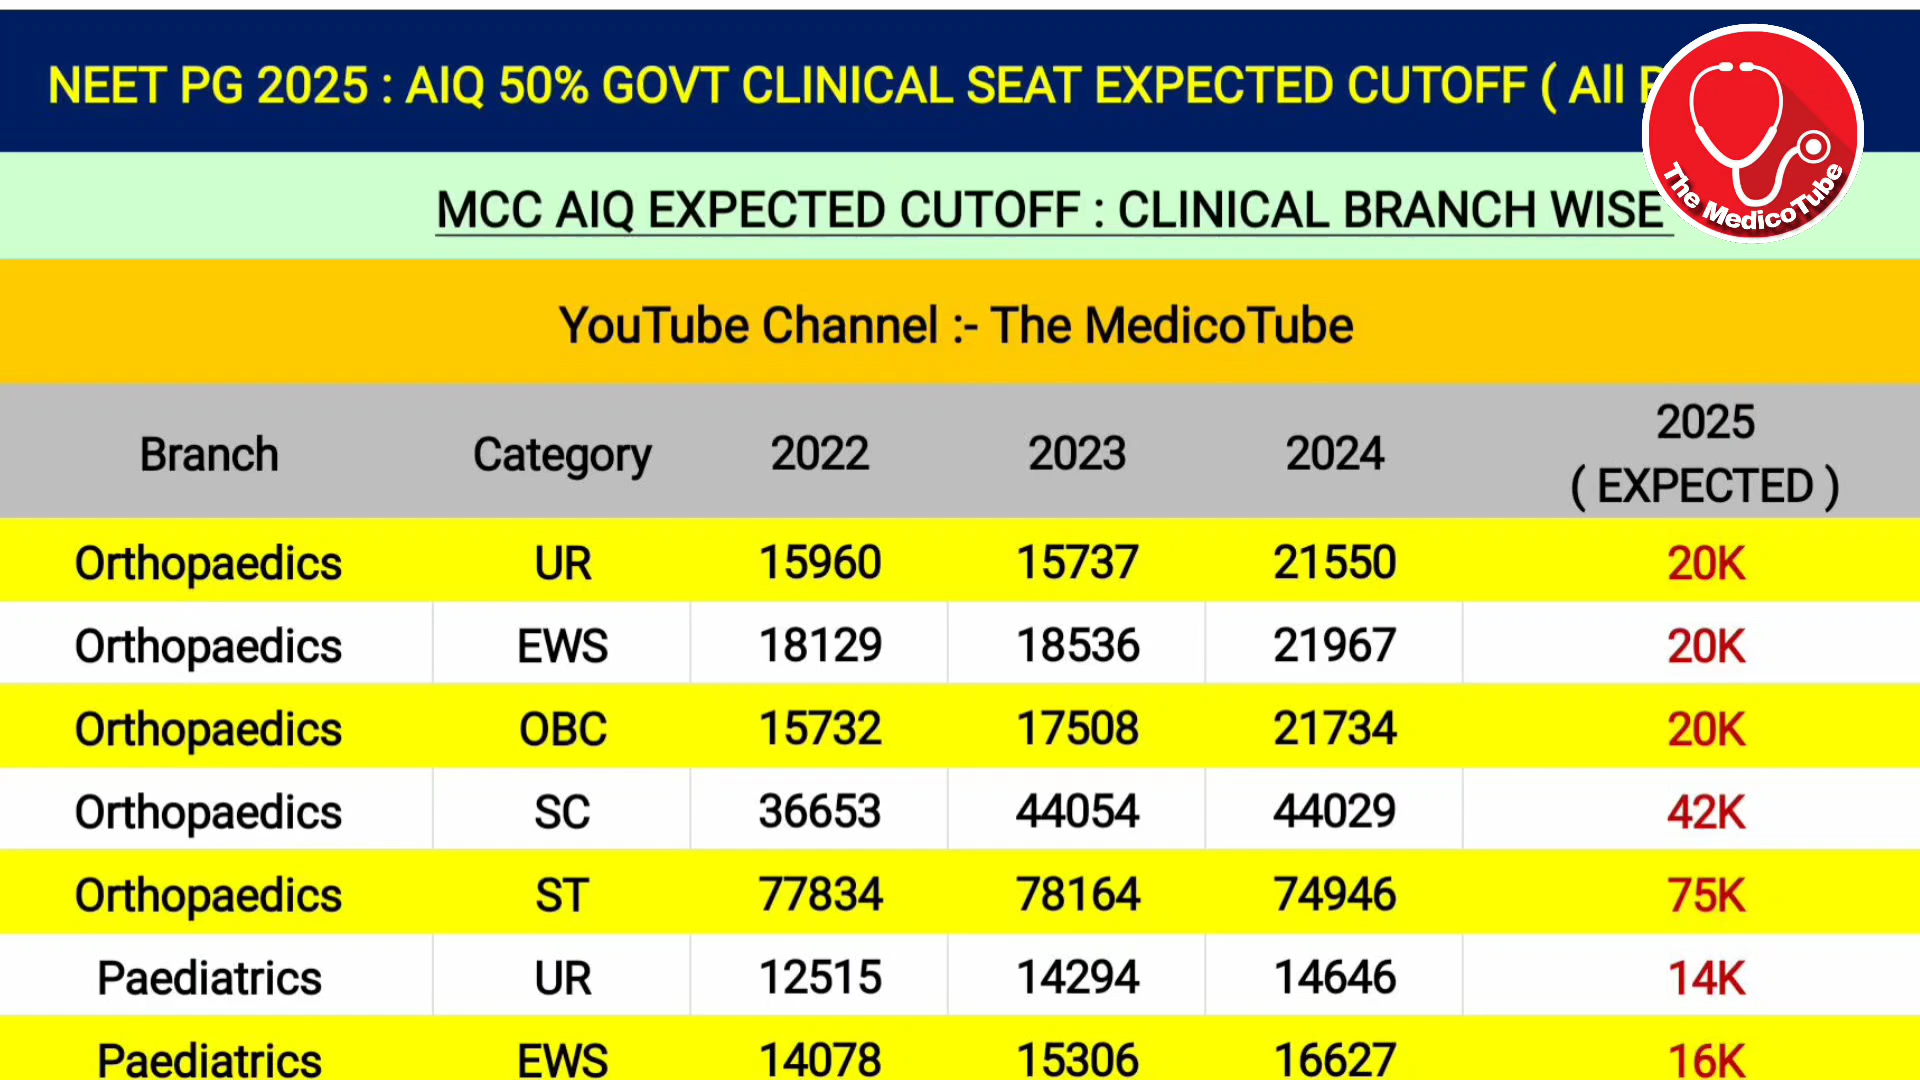 NEET PG 2025 : AIQ 50% GOVT CLINICAL SEAT EXPECTED CUTOFF ( All
The MedicoTube
MCC AIQ EXPECTED CUTOFF : CLINICAL BRANCH WISE
YouTube Channel :- The MedicoTube
Branch Category 2022 2023 2024 2025 ( EXPECTED )
Orthopaedics UR 15960 15737 21550 20K
Orthopaedics EWS 18129 18536 21967 20K
Orthopaedics OBC 15732 17508 21734 20K
Orthopaedics SC 36653 44054 44029 42K
Orthopaedics ST 77834 78164 74946 75K
Paediatrics UR 12515 14294 14646 14K
Paediatrics EWS 14078 15306 16627 16K